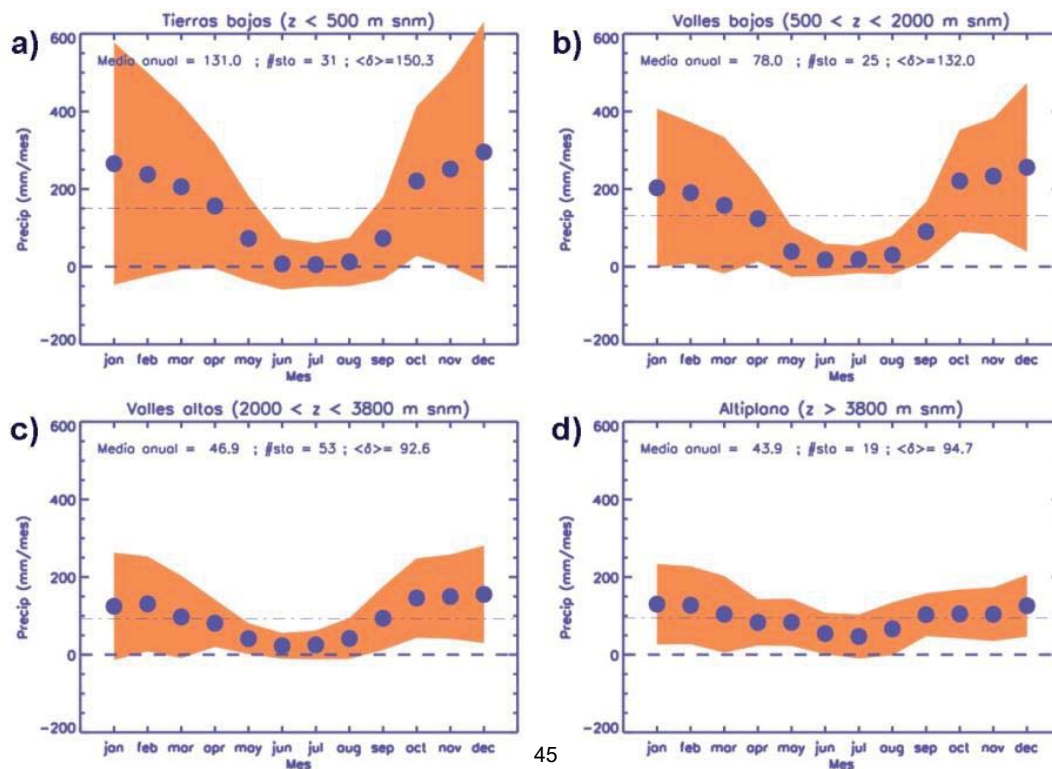 a)
Tierras bajas (z < 500 m snm)
Media anual = 131.0 ; #sta = 31 ; <δ>=150.3
Precip (mm/mes)
600
400
200
0
-200
jan feb mar apr may jun jul aug sep oct nov dec
Mes
b)
Valles bajos (500 < z < 2000 m snm)
Media anual = 78.0 ; #sta = 25 ; <δ>=132.0
Precip (mm/mes)
600
400
200
0
-200
jan feb mar apr may jun jul aug sep oct nov dec
Mes
c)
Valles altos (2000 < z < 3800 m snm)
Media anual = 46.9 ; #sta = 53 ; <δ>= 92.6
Precip (mm/mes)
600
400
200
0
-200
jan feb mar apr may jun jul aug sep oct nov dec
Mes
d)
Altiplano (z > 3800 m snm)
Media anual = 43.9 ; #sta = 19 ; <δ>= 94.7
Precip (mm/mes)
600
400
200
0
-200
jan feb mar apr may jun jul aug sep oct nov dec
Mes
45